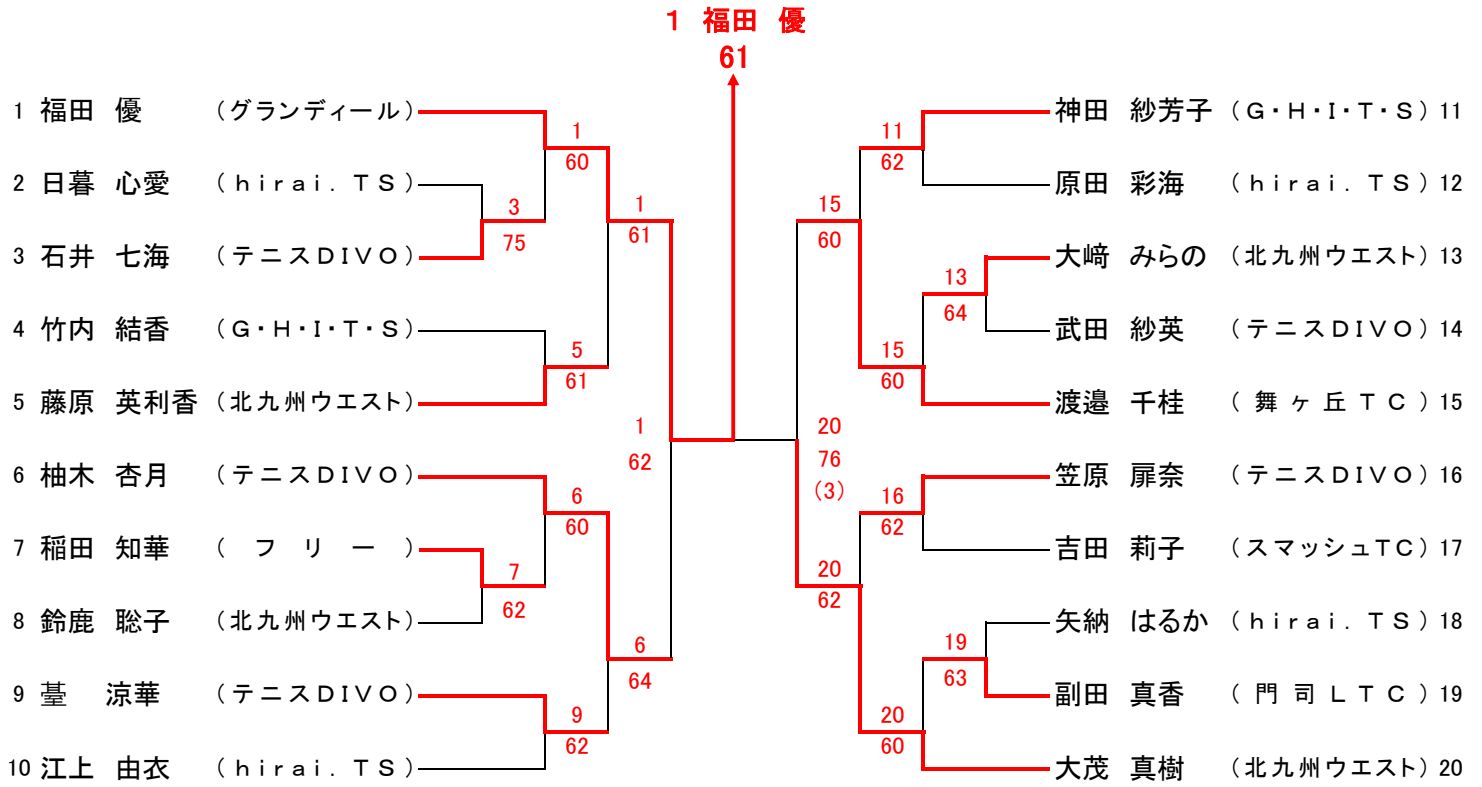 1 福田 優
61
1 福田 優 (グランディール)
1
60
2 日暮 心愛 (hirai. TS)
3
75
3 石井 七海 (テニスDIVO)
1
61
4 竹内 結香 (G・H・I・T・S)
5
61
5 藤原 英利香 (北九州ウエスト)
1
62
6 柚木 杏月 (テニスDIVO)
6
60
7 稲田 知華 (フリー)
7
62
8 鈴鹿 聡子 (北九州ウエスト)
6
64
9 薹 涼華 (テニスDIVO)
9
62
10 江上 由衣 (hirai. TS)
神田 紗芳子 (G・H・I・T・S) 11
11
62
原田 彩海 (hirai. TS) 12
15
60
大﨑 みらの (北九州ウエスト) 13
13
64
武田 紗英 (テニスDIVO) 14
15
60
渡邉 千桂 (舞ヶ丘TC) 15
20
76
(3)
笠原 扉奈 (テニスDIVO) 16
16
62
吉田 莉子 (スマッシュTC) 17
20
62
矢納 はるか (hirai. TS) 18
19
63
副田 真香 (門司LTC) 19
20
60
大茂 真樹 (北九州ウエスト) 20